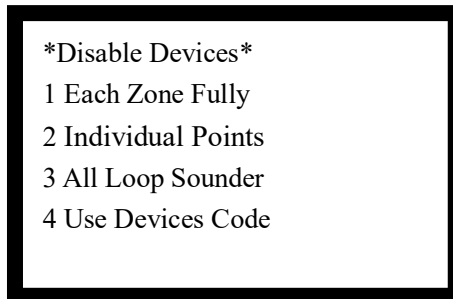 *Disable Devices*
1 Each Zone Fully
2 Individual Points
3 All Loop Sounder
4 Use Devices Code